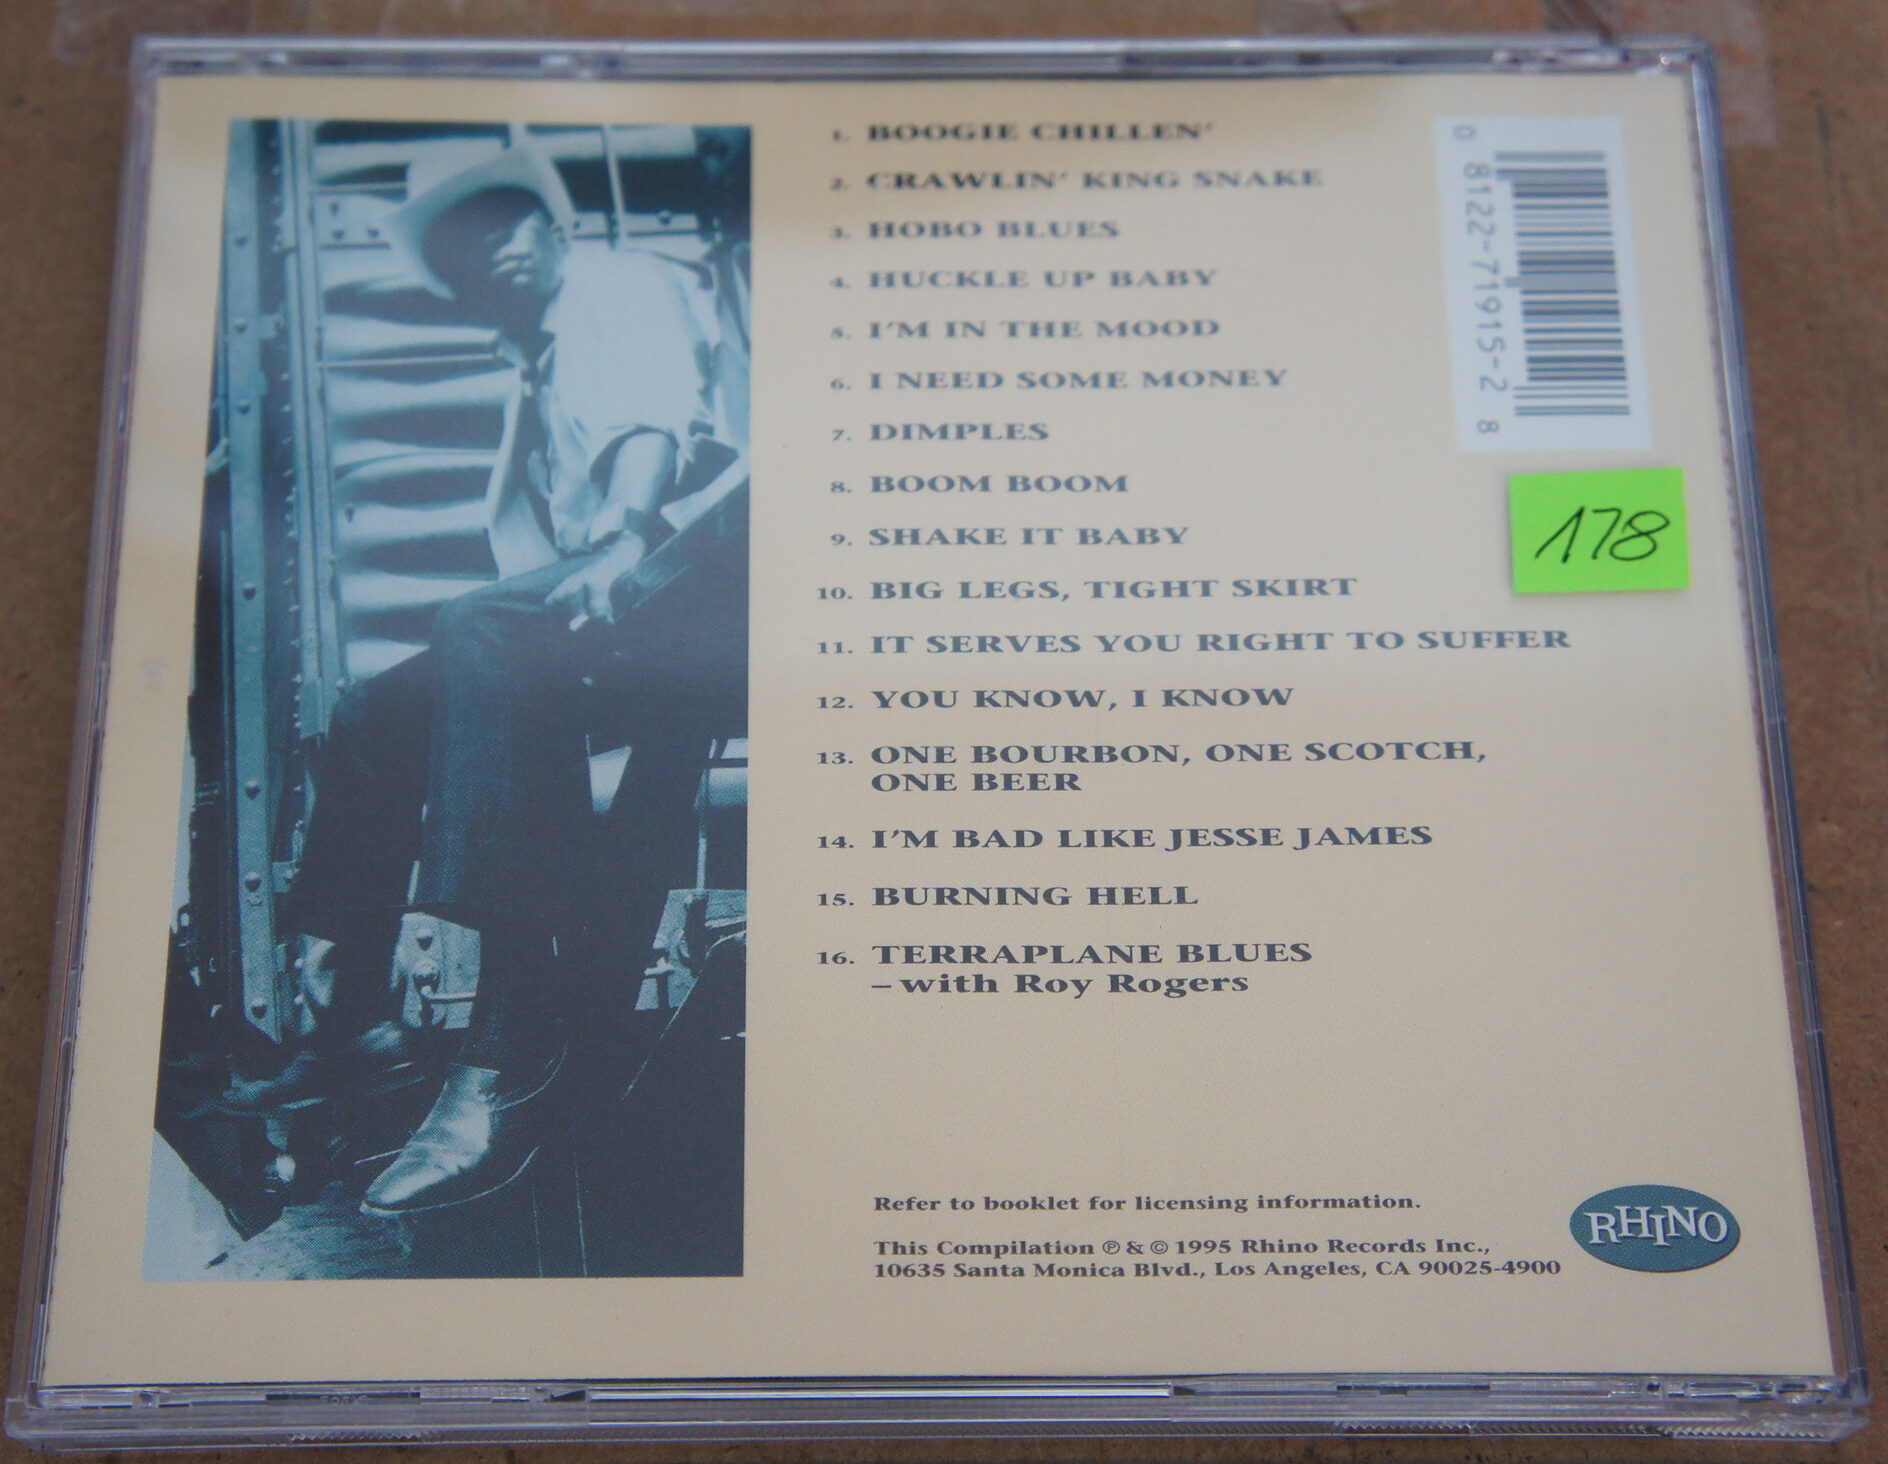 1. BOOGIE CHILLEN'
2. CRAWLIN' KING SNAKE
3. HOBO BLUES
4. HUCKLE UP BABY
5. I'M IN THE MOOD
6. I NEED SOME MONEY
7. DIMPLES
8. BOOM BOOM
9. SHAKE IT BABY
10. BIG LEGS, TIGHT SKIRT
11. IT SERVES YOU RIGHT TO SUFFER
12. YOU KNOW, I KNOW
13. ONE BOURBON, ONE SCOTCH,
ONE BEER
14. I'M BAD LIKE JESSE JAMES
15. BURNING HELL
16. TERRAPLANE BLUES
– with Roy Rogers
0 8122-71915-2 8
178
Refer to booklet for licensing information.
This Compilation ℗ & © 1995 Rhino Records Inc.,
10635 Santa Monica Blvd., Los Angeles, CA 90025-4900
RHINO